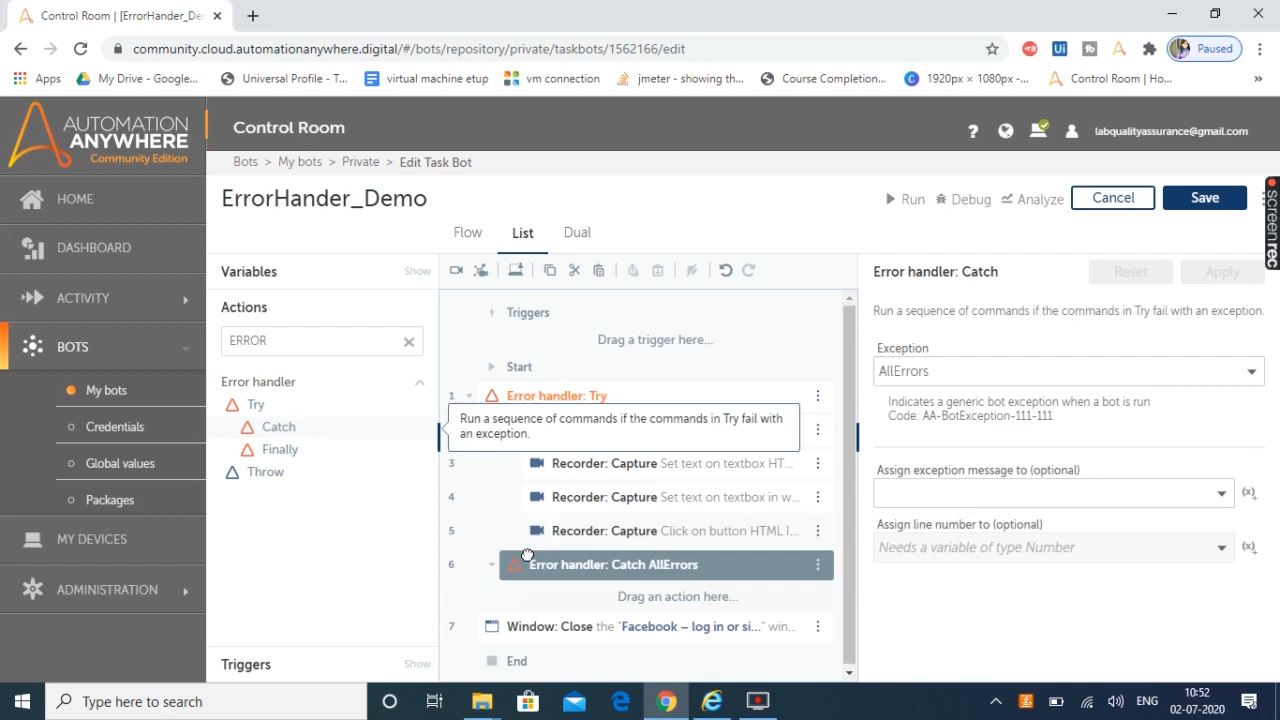 Control Room | [ErrorHander_De
community.cloud.automationanywhere.digital/#/bots/repository/private/taskbots/1562166/edit
Paused
Apps
My Drive - Google...
Universal Profile - T...
virtual machine etup
vm connection
jmeter - showing th...
Course Completion...
1920px × 1080px –...
Control Room | Ho...
AUTOMATION
ANYWHERE
Community Edition
Control Room
labqualityassurance@gmail.com
Bots > My bots > Private > Edit Task Bot
HOME
DASHBOARD
ACTIVITY
BOTS
My bots
Credentials
Global values
Packages
MY DEVICES
ADMINISTRATION
ErrorHander_Demo
Run
Debug
Analyze
Cancel
Save
Flow
List
Dual
Variables
Show
Actions
ERROR
Error handler
Try
Catch
Finally
Throw
Triggers
Show
Triggers
Drag a trigger here...
Start
1 Error handler: Try
Run a sequence of commands if the commands in Try fail with
an exception.
3 Recorder: Capture Set text on textbox HT...
4 Recorder: Capture Set text on textbox in w...
5 Recorder: Capture Click on button HTML I...
6 Error handler: Catch AllErrors
Drag an action here...
7 Window: Close the "Facebook – log in or si..." win...
End
Error handler: Catch
Reset
Apply
Run a sequence of commands if the commands in Try fail with an exception.
Exception
AllErrors
Indicates a generic bot exception when a bot is run
Code: AA-BotException-111-111
Assign exception message to (optional)
(x)
Assign line number to (optional)
Needs a variable of type Number
(x)
screenrec
Type here to search
ENG
10:52
02-07-2020